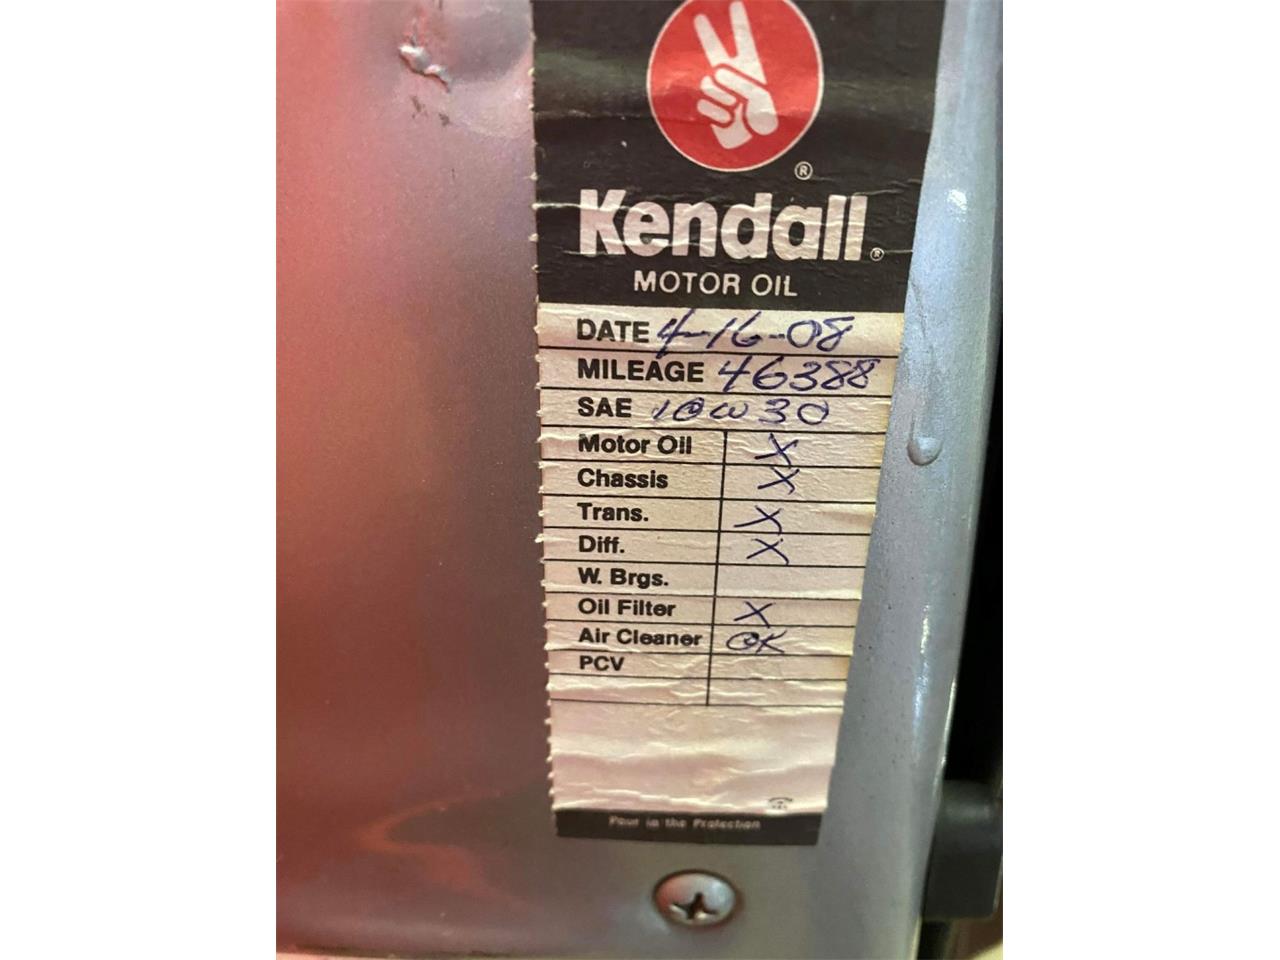 ®
Kendall®
MOTOR OIL
DATE 4-16-08
MILEAGE 46388
SAE 10W30
Motor Oil X
Chassis X
Trans. X
Diff. X
W. Brgs.
Oil Filter X
Air Cleaner OK
PCV
Pour in the Protection